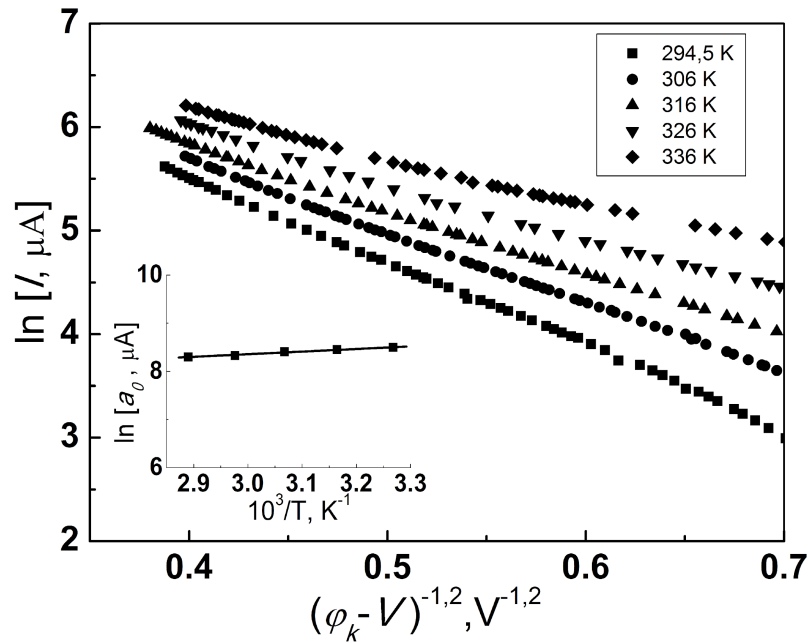 7
6
5
4
3
2
ln [I, μA]
294,5 K
306 K
316 K
326 K
336 K
10
8
6
ln [a₀ , μA]
2.9 3.0 3.1 3.2 3.3
10³/T, K⁻¹
0.4 0.5 0.6 0.7
(φₖ-V)⁻¹,², V⁻¹,²